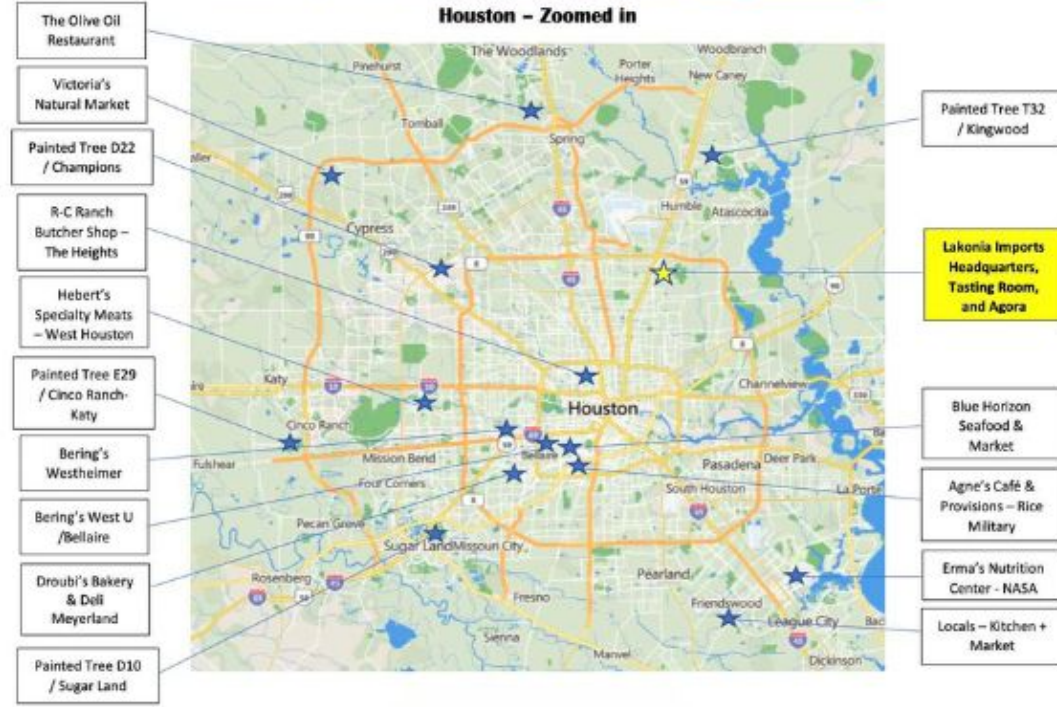 Houston – Zoomed in
The Olive Oil
Restaurant
Victoria's
Natural Market
Painted Tree D22
/ Champions
R-C Ranch
Butcher Shop –
The Heights
Hebert's
Specialty Meats
– West Houston
Painted Tree E29
/ Cinco Ranch-
Katy
Bering's
Westheimer
Bering's West U
/Bellaire
Droubi's Bakery
& Deli
Meyerland
Painted Tree D10
/ Sugar Land
Painted Tree T32
/ Kingwood
Lakonia Imports
Headquarters,
Tasting Room,
and Agora
Blue Horizon
Seafood &
Market
Agne's Café &
Provisions – Rice
Military
Erma's Nutrition
Center - NASA
Locals – Kitchen +
Market
The Woodlands
Woodbranch
Pinehurst
Porter
Heights
New Caney
Tomball
Spring
Humble
Atascocita
Cypress
Katy
Channelview
Houston
Cinco Ranch
Fulshear
Mission Bend
Bellaire
Pasadena
Deer Park
Four Corners
South Houston
La Porte
Pecan Grove
Sugar Land
Missouri City
Rosenberg
Pearland
Fresno
Friendswood
League City
Sienna
Manvel
Dickinson